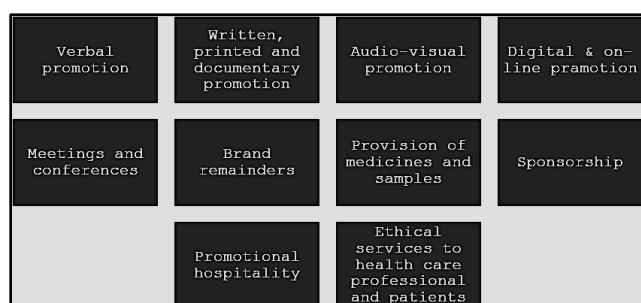 Verbal
promotion
Written,
printed and
documentary
promotion
Audio-visual
promotion
Digital & on-
line pramotion
Meetings and
conferences
Brand
remainders
Provision of
medicines and
samples
Sponsorship
Promotional
hospitality
Ethical
services to
health care
professional
and patients